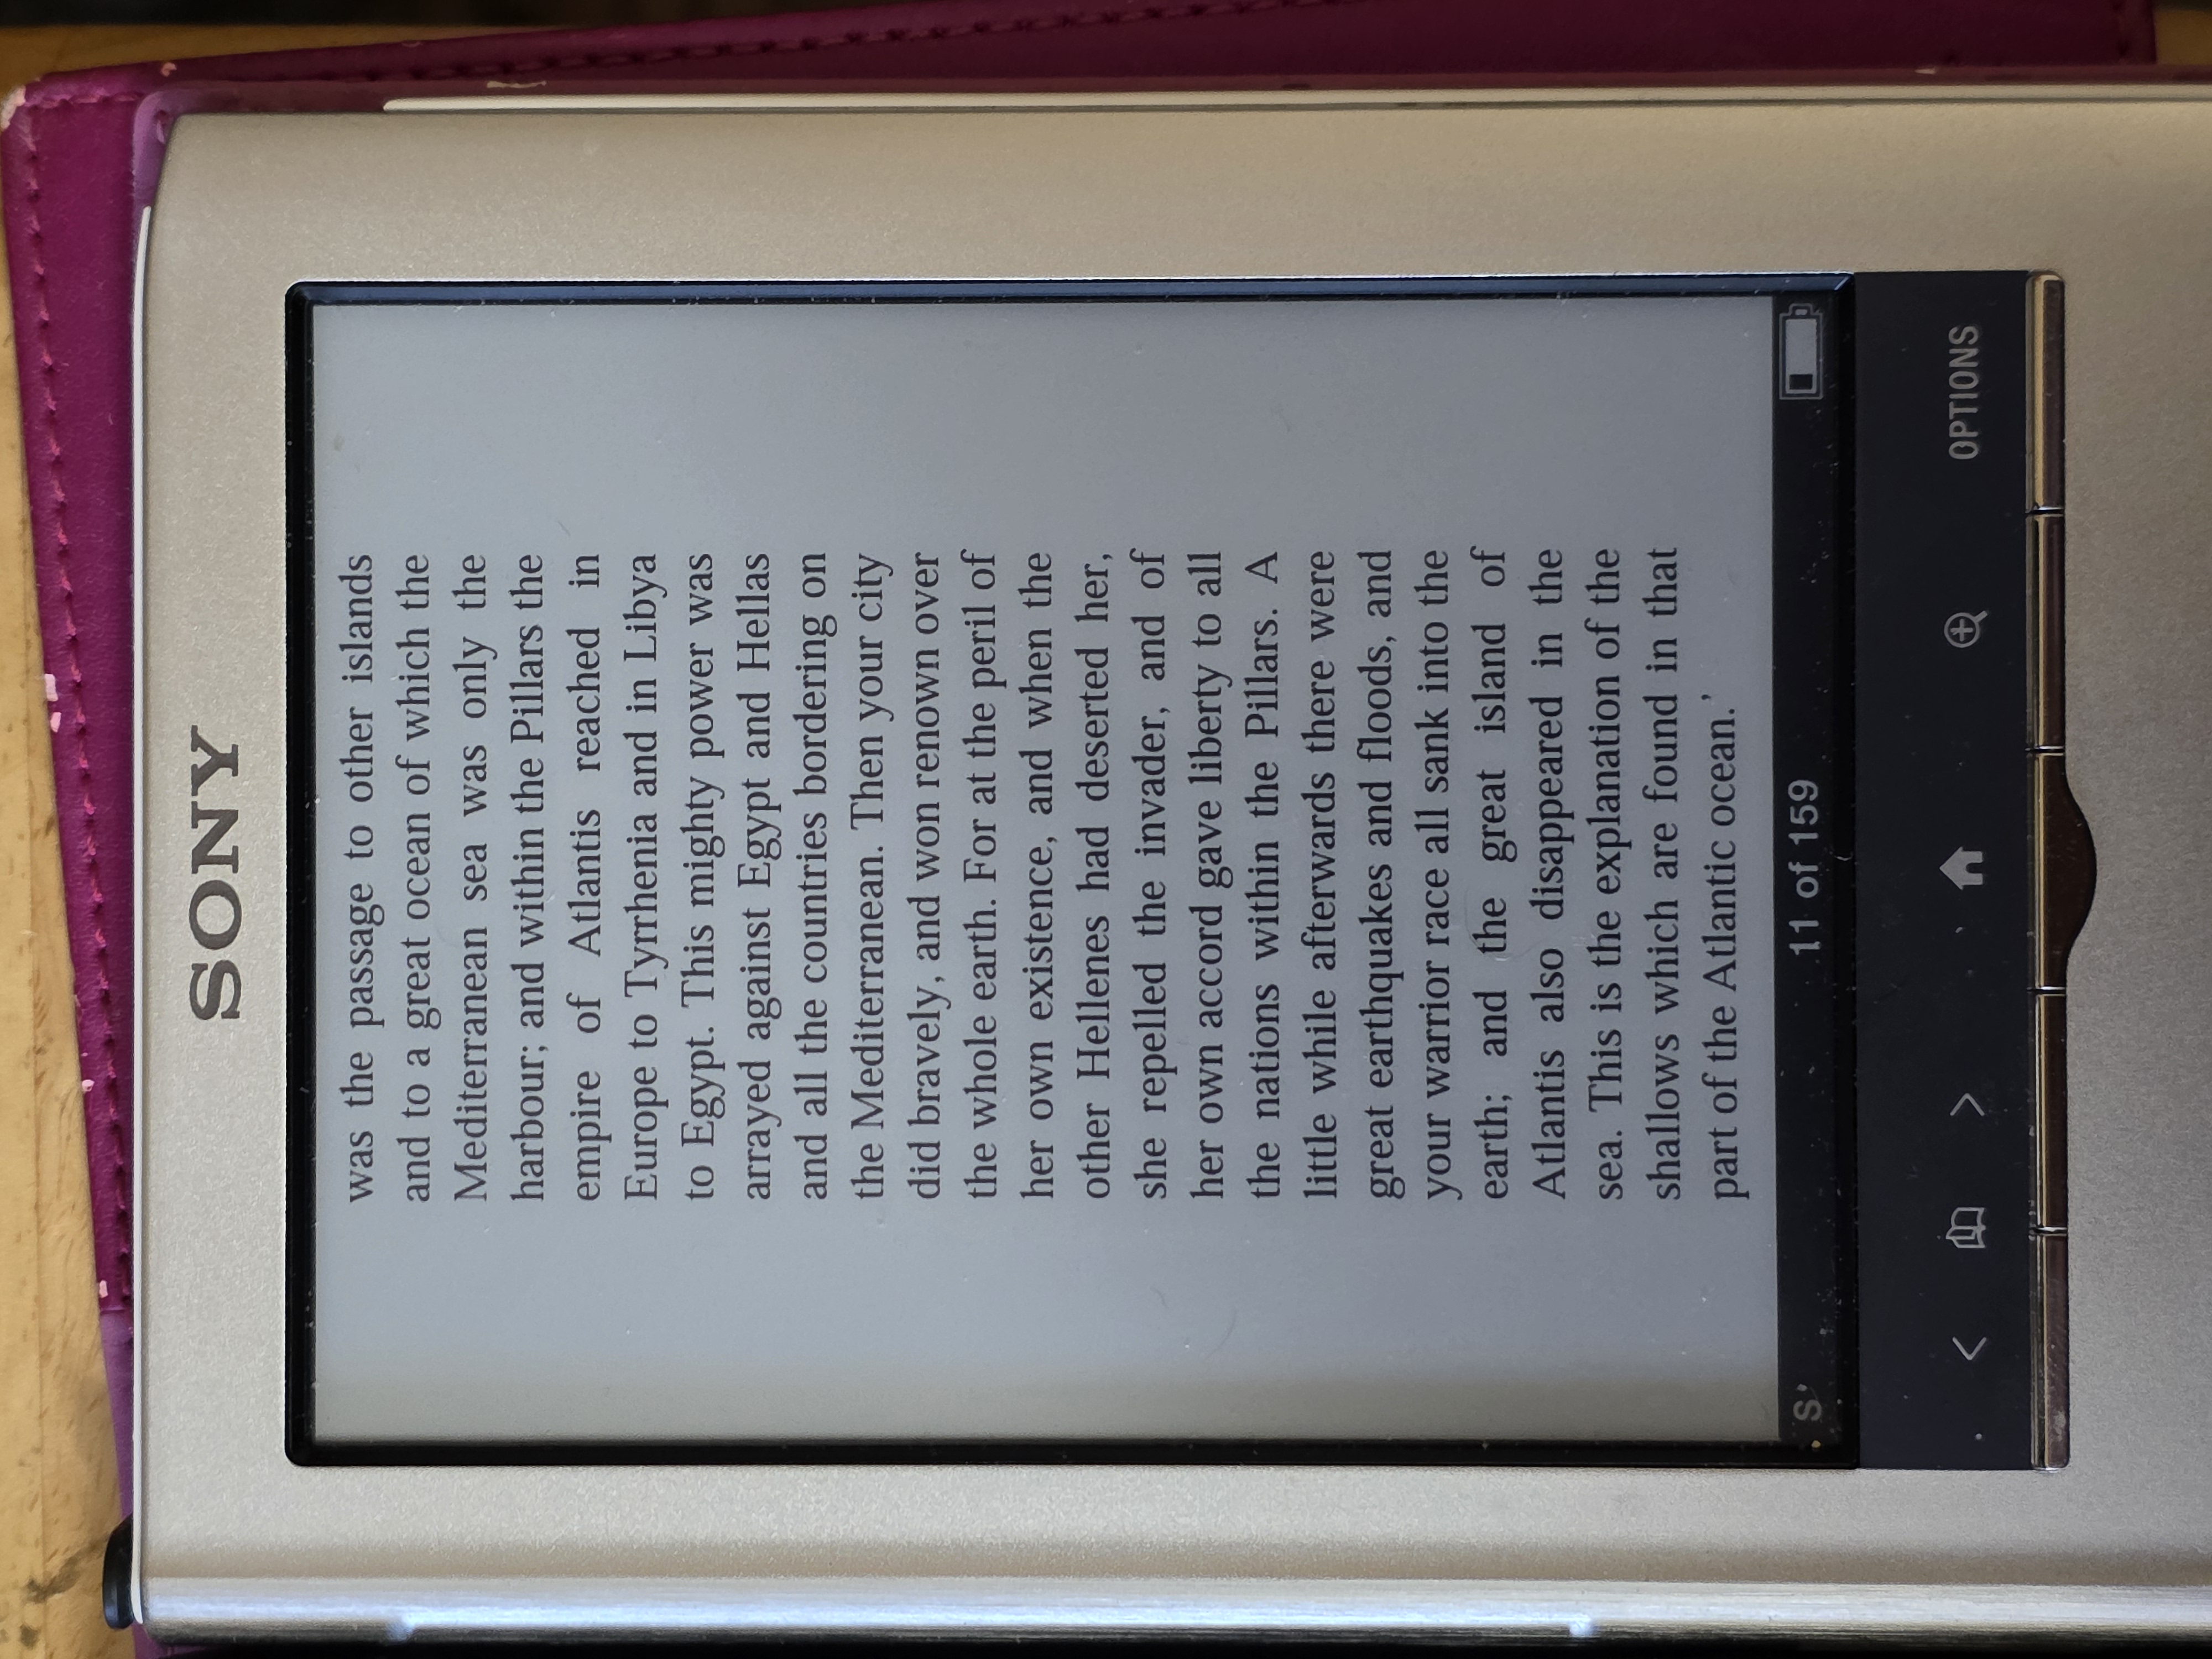 SONY
was the passage to other islands
and to a great ocean of which the
Mediterranean sea was only the
harbour; and within the Pillars the
empire of Atlantis reached in
Europe to Tyrrhenia and in Libya
to Egypt. This mighty power was
arrayed against Egypt and Hellas
and all the countries bordering on
the Mediterranean. Then your city
did bravely, and won renown over
the whole earth. For at the peril of
her own existence, and when the
other Hellenes had deserted her,
she repelled the invader, and of
her own accord gave liberty to all
the nations within the Pillars. A
little while afterwards there were
great earthquakes and floods, and
your warrior race all sank into the
earth; and the great island of
Atlantis also disappeared in the
sea. This is the explanation of the
shallows which are found in that
part of the Atlantic ocean.’
S 11 of 159
OPTIONS